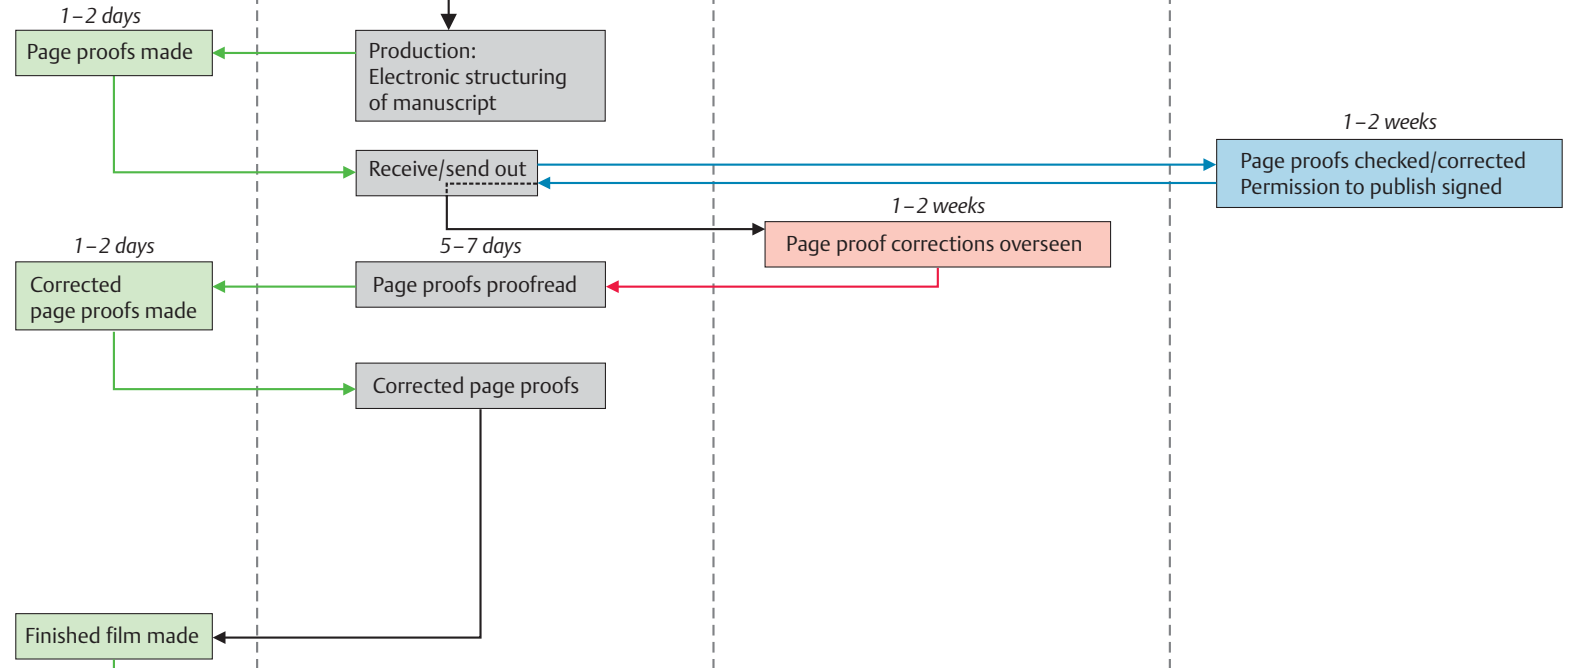 1–2 days
Page proofs made
Production:
Electronic structuring
of manuscript
1–2 weeks
Receive/send out
Page proofs checked/corrected
Permission to publish signed
1–2 weeks
Page proof corrections overseen
1–2 days
5–7 days
Corrected
page proofs made
Page proofs proofread
Corrected page proofs
Finished film made